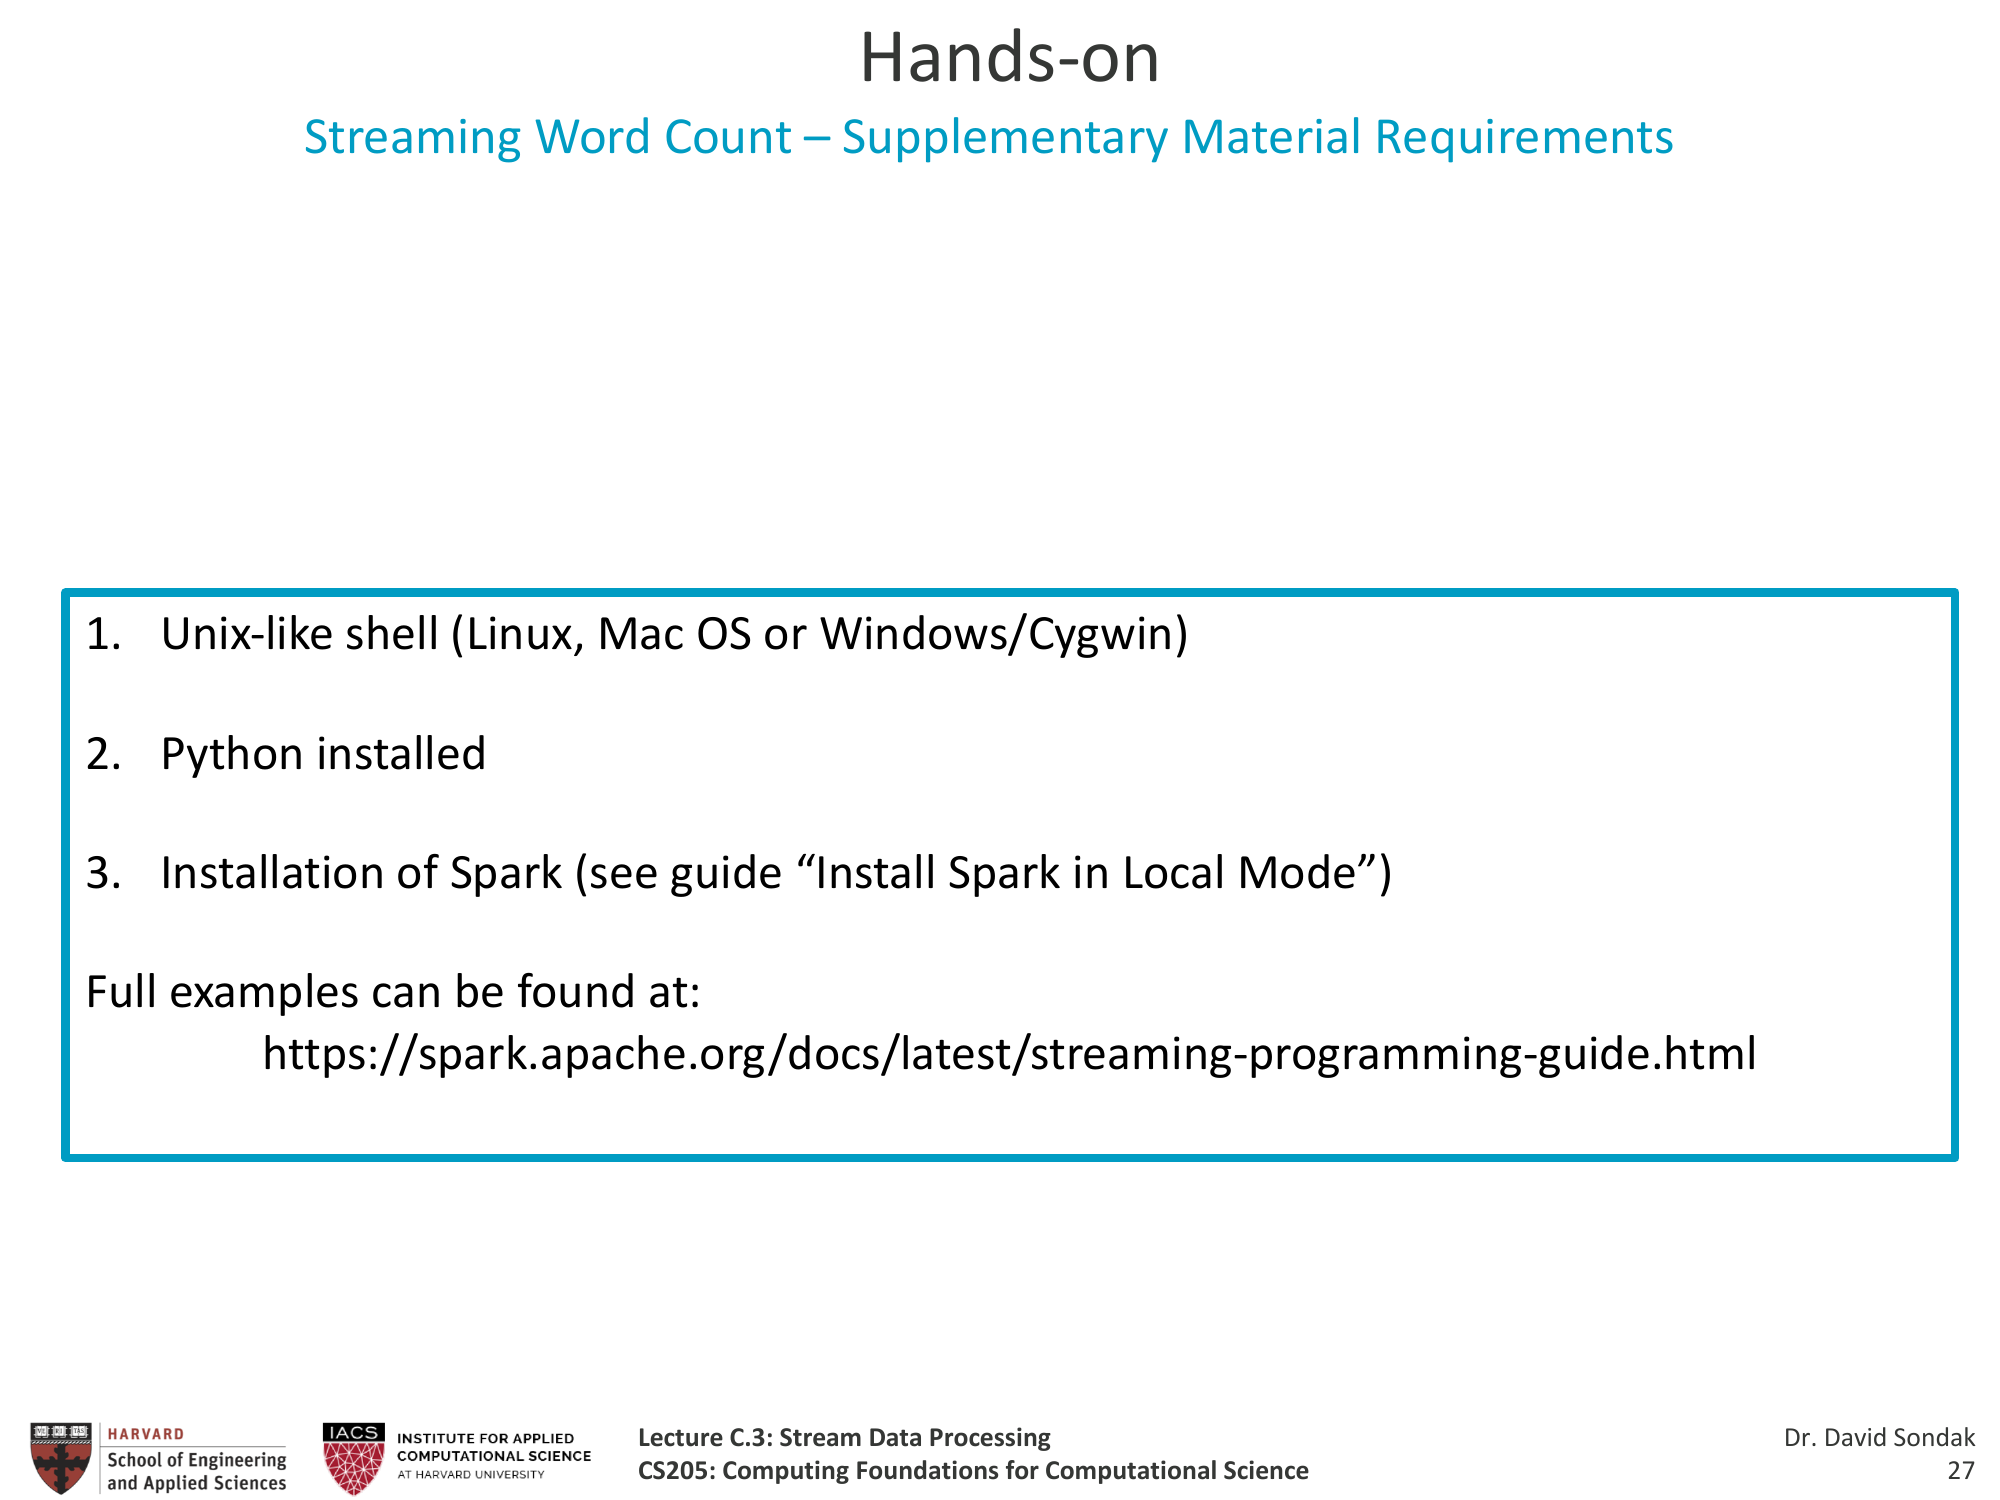 Hands-on
Streaming Word Count – Supplementary Material Requirements
1. Unix-like shell (Linux, Mac OS or Windows/Cygwin)
2. Python installed
3. Installation of Spark (see guide “Install Spark in Local Mode”)
Full examples can be found at:
https://spark.apache.org/docs/latest/streaming-programming-guide.html
HARVARD
School of Engineering
and Applied Sciences
IACS
INSTITUTE FOR APPLIED
COMPUTATIONAL SCIENCE
AT HARVARD UNIVERSITY
Lecture C.3: Stream Data Processing
CS205: Computing Foundations for Computational Science
Dr. David Sondak
27